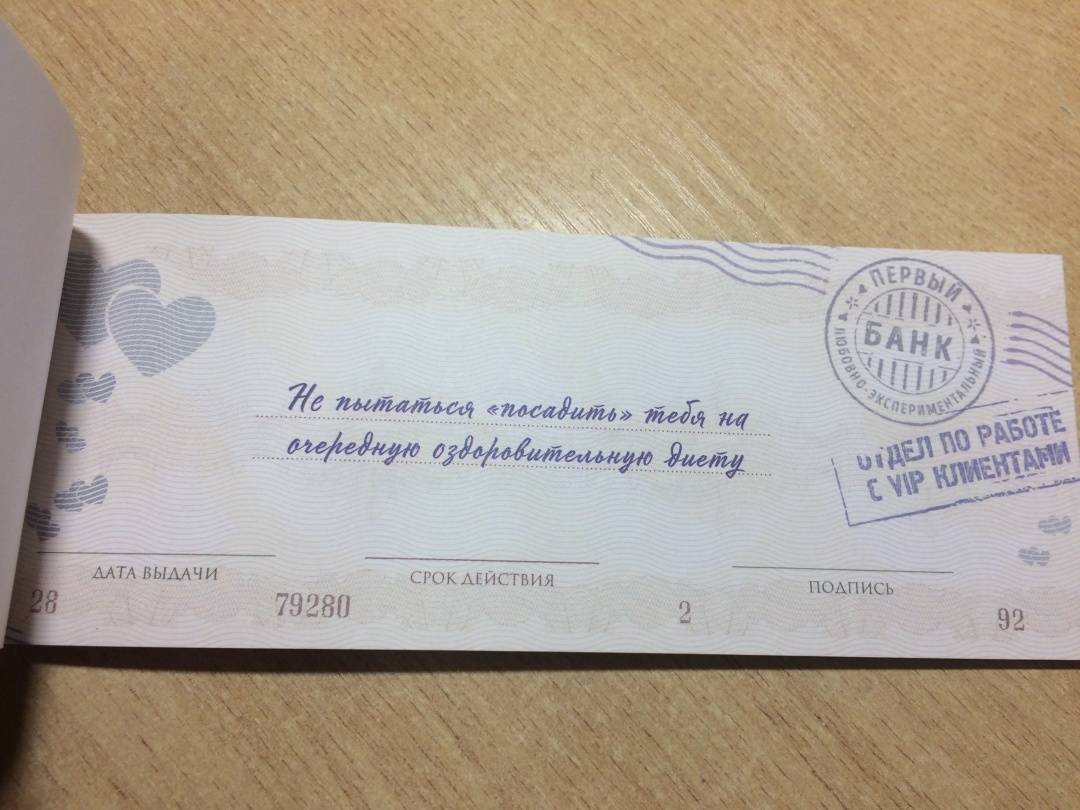 ПЕРВЫЙ
БАНК
ЛЮБОВНО-ЭКСПЕРИМЕНТАЛЬНЫЙ
Не пытаться «посадить» тебя на
очередную оздоровительную диету
ОТДЕЛ ПО РАБОТЕ
С VIP КЛИЕНТАМИ
ДАТА ВЫДАЧИ
СРОК ДЕЙСТВИЯ
ПОДПИСЬ
28 79280 2 92